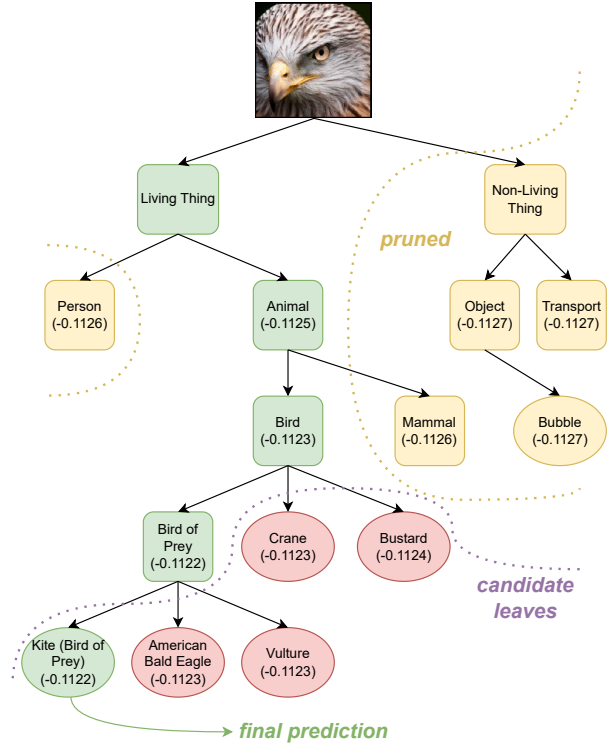 Living Thing
Non-Living
Thing
pruned
Person
(-0.1126)
Animal
(-0.1125)
Object
(-0.1127)
Transport
(-0.1127)
Bird
(-0.1123)
Mammal
(-0.1126)
Bubble
(-0.1127)
Bird of
Prey
(-0.1122)
Crane
(-0.1123)
Bustard
(-0.1124)
candidate
leaves
Kite (Bird of
Prey)
(-0.1122)
American
Bald Eagle
(-0.1123)
Vulture
(-0.1123)
final prediction